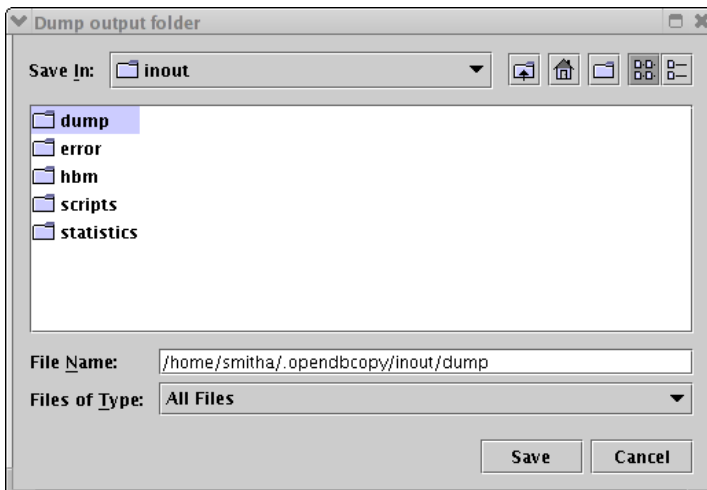 Dump output folder
Save In: inout
dump
error
hbm
scripts
statistics
File Name: /home/smitha/.opendbcopy/inout/dump
Files of Type: All Files
Save Cancel